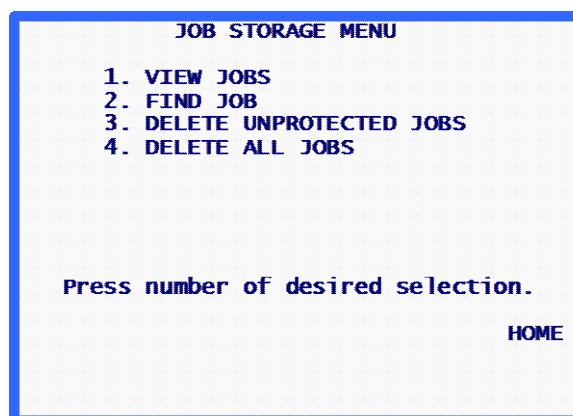 JOB STORAGE MENU
1. VIEW JOBS
2. FIND JOB
3. DELETE UNPROTECTED JOBS
4. DELETE ALL JOBS
Press number of desired selection.
HOME